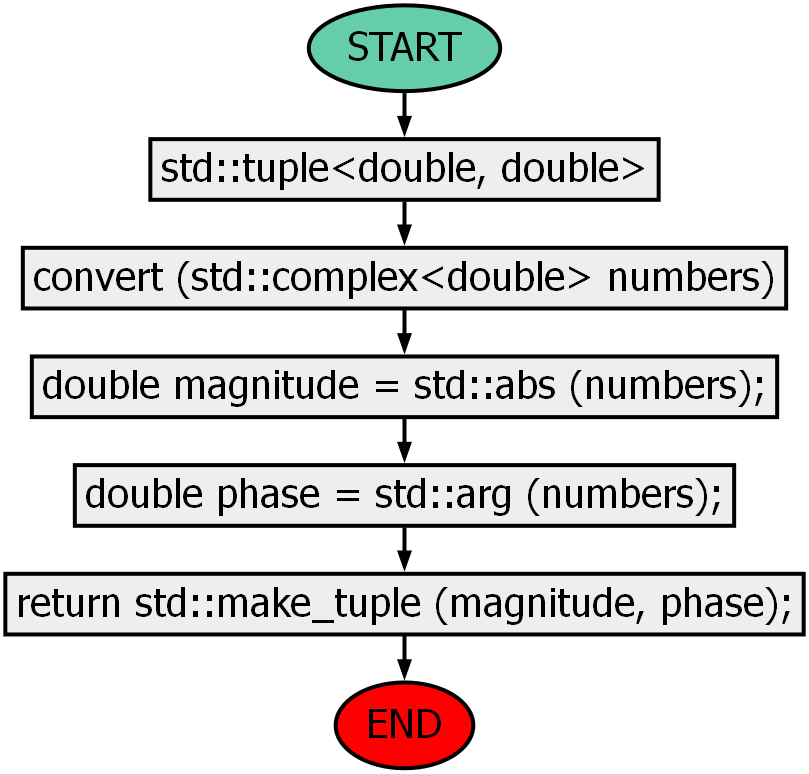 START
std::tuple<double, double>
convert (std::complex<double> numbers)
double magnitude = std::abs (numbers);
double phase = std::arg (numbers);
return std::make_tuple (magnitude, phase);
END